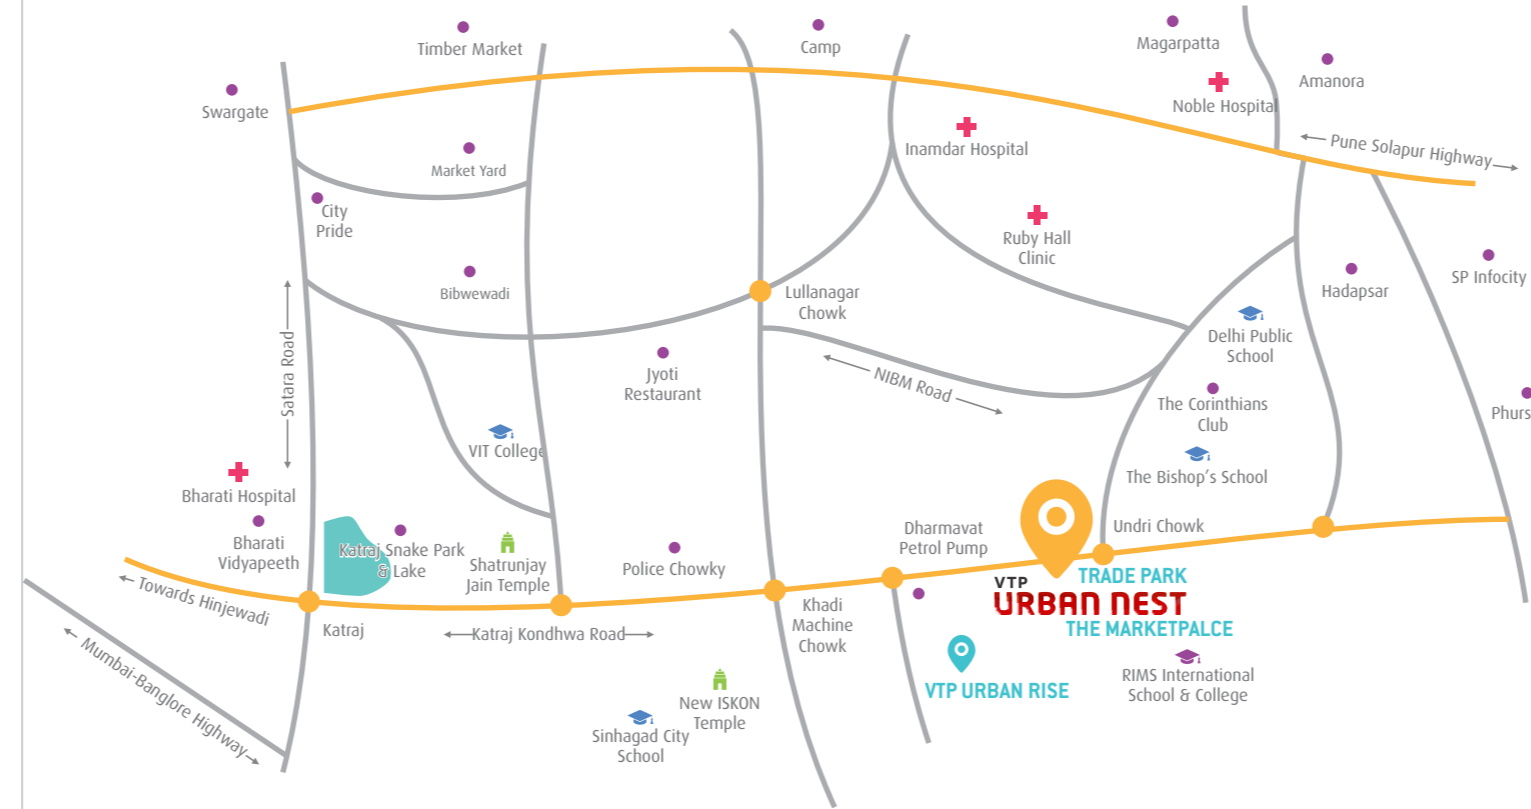 Timber Market
Camp
Magarpatta
Amanora
Swargate
Noble Hospital
Inamdar Hospital
Pune Solapur Highway
Market Yard
City
Pride
Ruby Hall
Clinic
Bibwewadi
SP Infocity
Hadapsar
Lullanagar
Chowk
Delhi Public
School
Satara Road
Jyoti
Restaurant
NIBM Road
The Corinthians
Club
Phurs
VIT College
The Bishop's School
Bharati Hospital
Bharati
Vidyapeeth
Katraj Snake Park
& Lake
Shatrunjay
Jain Temple
Police Chowky
Dharmavat
Petrol Pump
Undri Chowk
Towards Hinjewadi
Katraj
Katraj Kondhwa Road
Khadi
Machine
Chowk
VTP
URBAN NEST
TRADE PARK
THE MARKETPALCE
Mumbai-Banglore Highway
VTP URBAN RISE
RIMS International
School & College
New ISKON
Temple
Sinhagad City
School